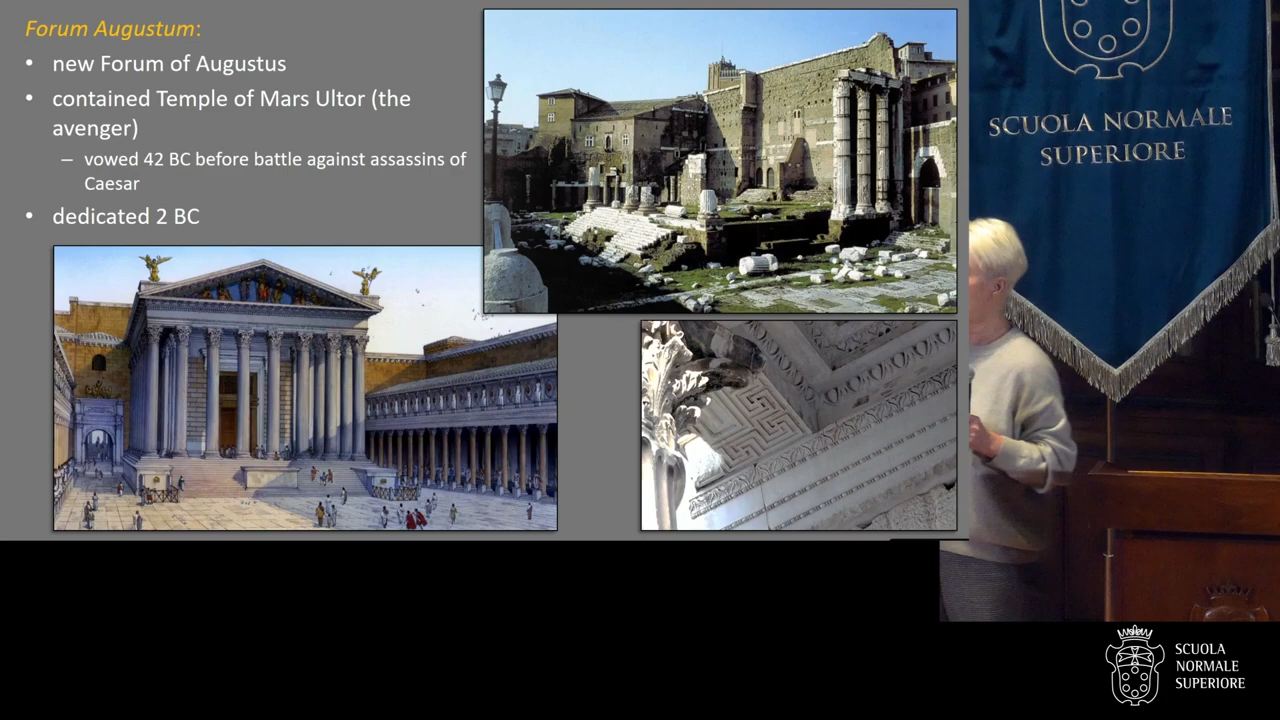 Forum Augustum:
• new Forum of Augustus
• contained Temple of Mars Ultor (the
avenger)
– vowed 42 BC before battle against assassins of
Caesar
• dedicated 2 BC
SCUOLA NORMALE
SUPERIORE
SCUOLA
NORMALE
SUPERIORE